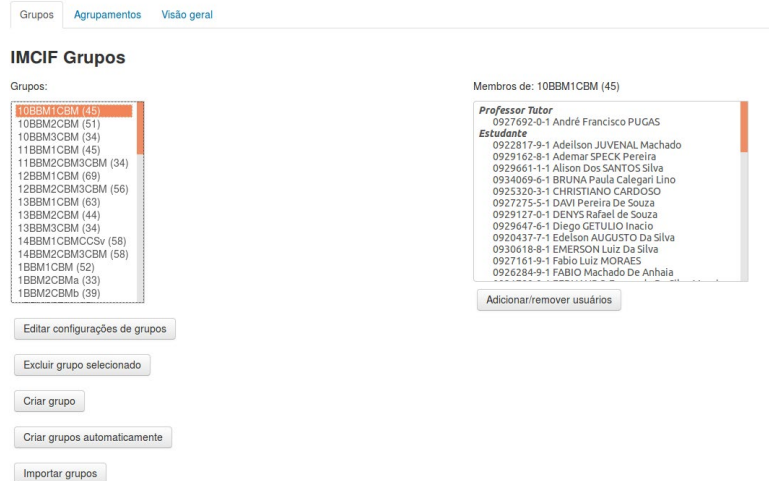 Grupos Agrupamentos Visão geral
IMCIF Grupos
Grupos:
10BBM1CBM (45)
10BBM2CBM (51)
10BBM3CBM (34)
11BBM1CBM (45)
11BBM2CBM3CBM (34)
12BBM1CBM (69)
12BBM2CBM3CBM (56)
13BBM1CBM (63)
13BBM2CBM (44)
13BBM3CBM (34)
14BBM1CBMCCSv (58)
14BBM2CBM3CBM (58)
1BBM1CBM (52)
1BBM2CBMa (33)
1BBM2CBMb (39)
Editar configurações de grupos
Excluir grupo selecionado
Criar grupo
Criar grupos automaticamente
Importar grupos
Membros de: 10BBM1CBM (45)
Professor Tutor
0927692-0-1 André Francisco PUGAS
Estudante
0922817-9-1 Adeilson JUVENAL Machado
0929162-8-1 Ademar SPECK Pereira
0929661-1-1 Alison Dos SANTOS Silva
0934069-6-1 BRUNA Paula Calegari Lino
0925320-3-1 CHRISTIANO CARDOSO
0927275-5-1 DAVI Pereira De Souza
0929127-0-1 DENYS Rafael de Souza
0929647-6-1 Diego GETULIO Inacio
0920437-7-1 Edelson AUGUSTO Da Silva
0930618-8-1 EMERSON Luiz Da Silva
0927161-9-1 Fabio Luiz MORAES
0926284-9-1 FABIO Machado De Anhaia
Adicionar/remover usuários